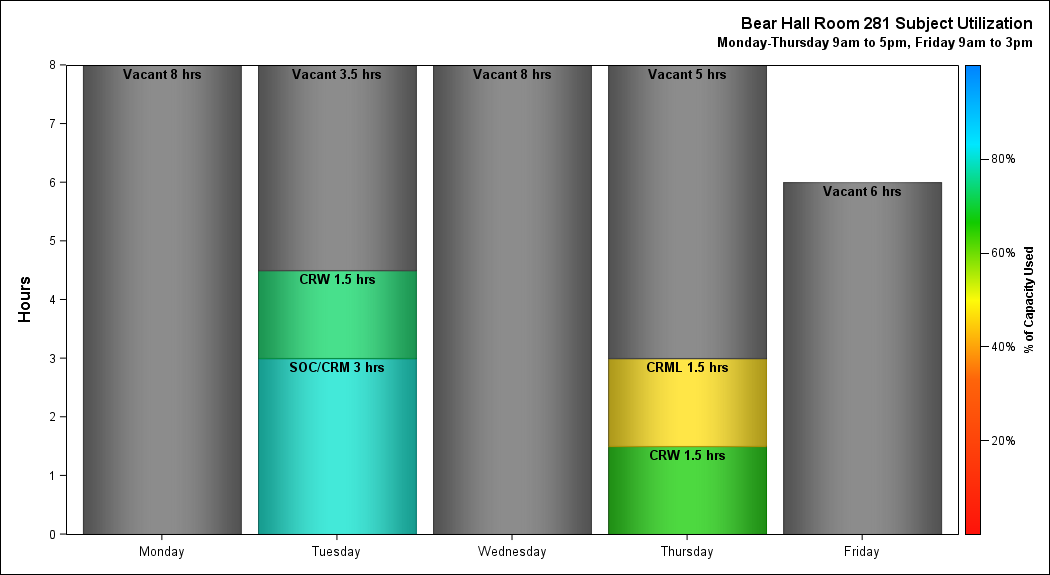 Bear Hall Room 281 Subject Utilization
Monday-Thursday 9am to 5pm, Friday 9am to 3pm
Hours
8
7
6
5
4
3
2
1
0
Vacant 8 hrs
Vacant 3.5 hrs
CRW 1.5 hrs
SOC/CRM 3 hrs
Vacant 8 hrs
Vacant 5 hrs
CRML 1.5 hrs
CRW 1.5 hrs
Vacant 6 hrs
Monday
Tuesday
Wednesday
Thursday
Friday
80%
60%
40%
20%
% of Capacity Used